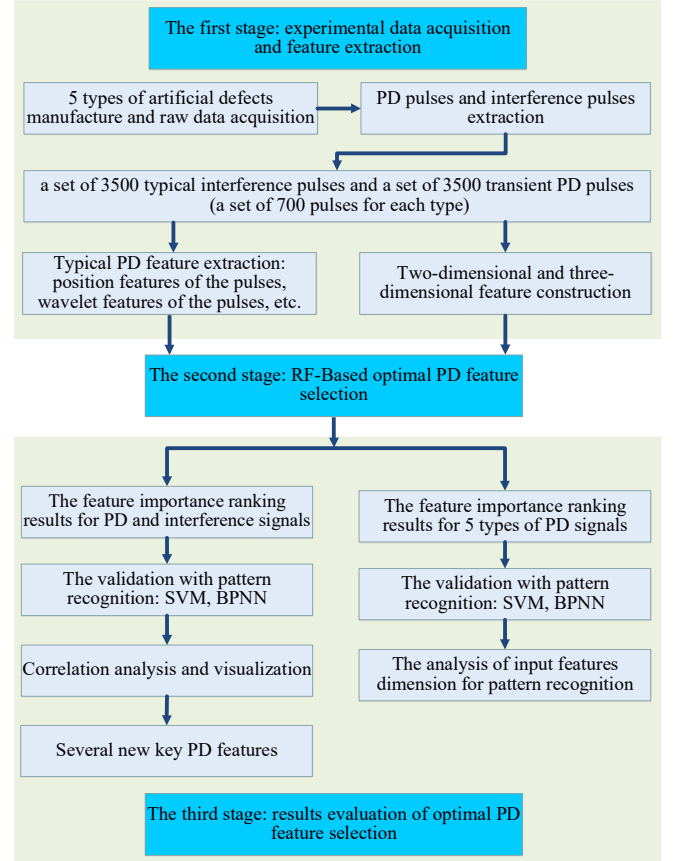 The first stage: experimental data acquisition
and feature extraction
5 types of artificial defects
manufacture and raw data acquisition
PD pulses and interference pulses
extraction
a set of 3500 typical interference pulses and a set of 3500 transient PD pulses
(a set of 700 pulses for each type)
Typical PD feature extraction:
position features of the pulses,
wavelet features of the pulses, etc.
Two-dimensional and three-
dimensional feature construction
The second stage: RF-Based optimal PD feature
selection
The feature importance ranking
results for PD and interference signals
The validation with pattern
recognition: SVM, BPNN
Correlation analysis and visualization
Several new key PD features
The feature importance ranking
results for 5 types of PD signals
The validation with pattern
recognition: SVM, BPNN
The analysis of input features
dimension for pattern recognition
The third stage: results evaluation of optimal PD
feature selection